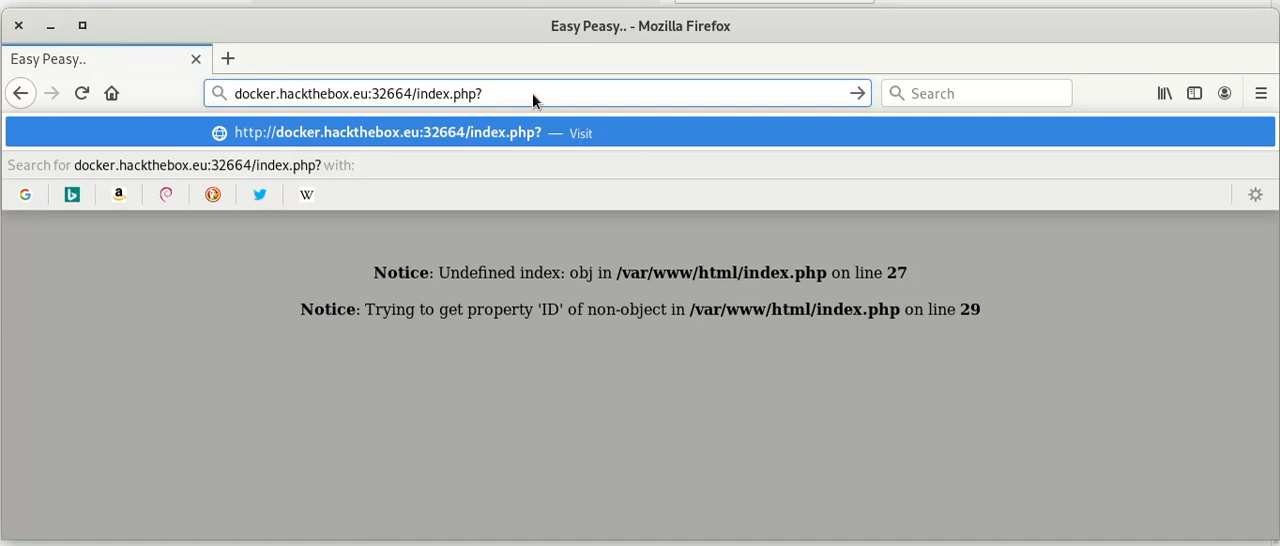 Easy Peasy.. - Mozilla Firefox
Easy Peasy..
docker.hackthebox.eu:32664/index.php?
Search
http://docker.hackthebox.eu:32664/index.php? — Visit
Search for docker.hackthebox.eu:32664/index.php? with:
Notice: Undefined index: obj in /var/www/html/index.php on line 27
Notice: Trying to get property 'ID' of non-object in /var/www/html/index.php on line 29